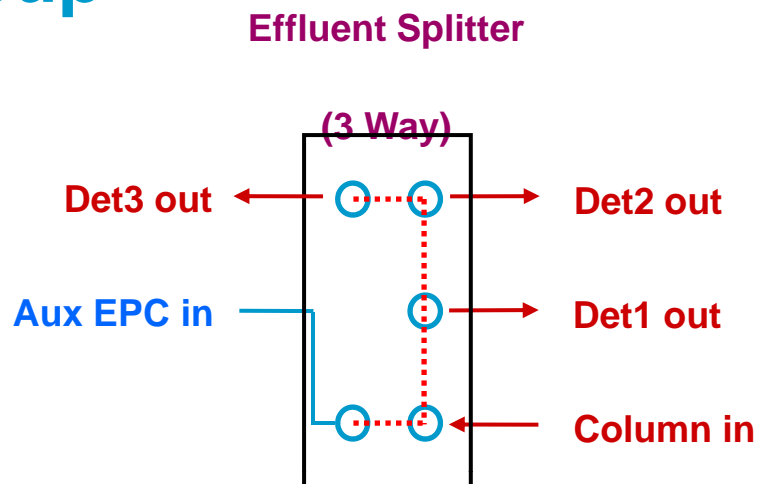 Effluent Splitter
(3 Way)
Det3 out
Det2 out
Aux EPC in
Det1 out
Column in